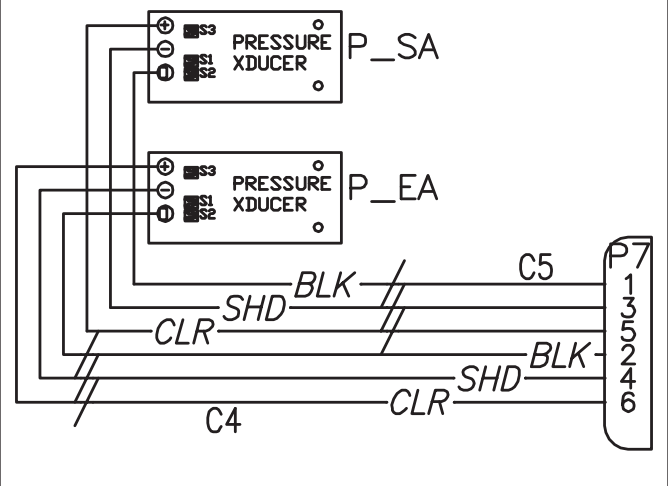 S3
PRESSURE
XDUCER
S1
S2
P_SA
S3
PRESSURE
XDUCER
S1
S2
P_EA
P7
C5
BLK 1
SHD 3
CLR 5
BLK 2
SHD 4
CLR 6
C4